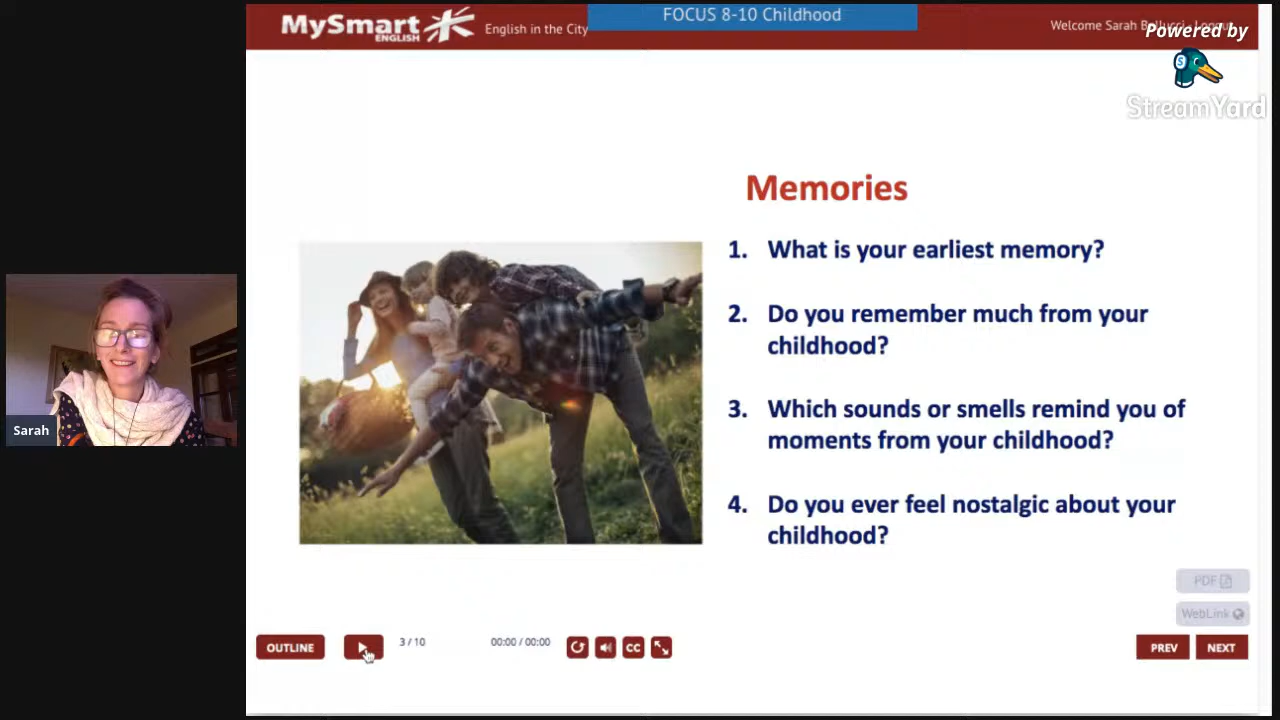 MySmart
ENGLISH
English in the City
FOCUS 8-10 Childhood
Welcome Sarah
Powered by
StreamYard
Memories
1. What is your earliest memory?
2. Do you remember much from your
childhood?
3. Which sounds or smells remind you of
moments from your childhood?
4. Do you ever feel nostalgic about your
childhood?
Sarah
PDF
WebLink
OUTLINE
3 / 10
00:00 / 00:00
CC
PREV
NEXT